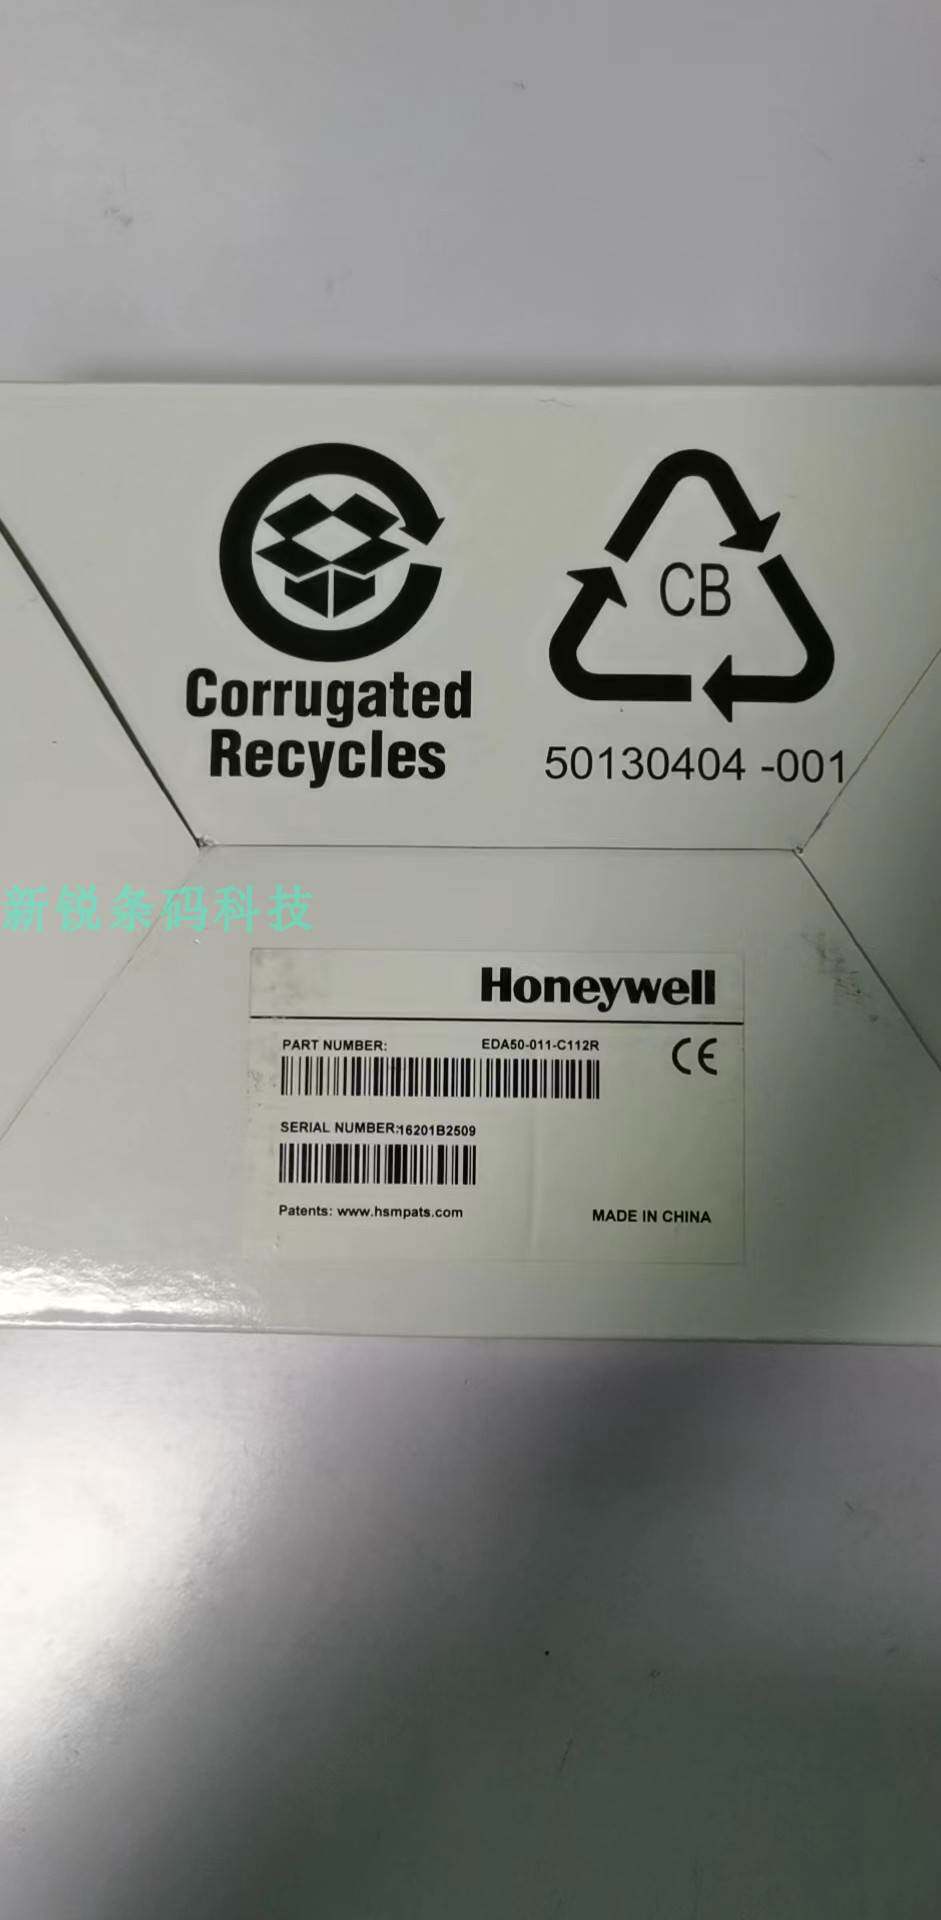 CB
Corrugated
Recycles
50130404 -001
新锐条码科技
Honeywell
PART NUMBER: EDA50-011-C112R
CE
SERIAL NUMBER:16201B2509
Patents: www.hsmpats.com
MADE IN CHINA